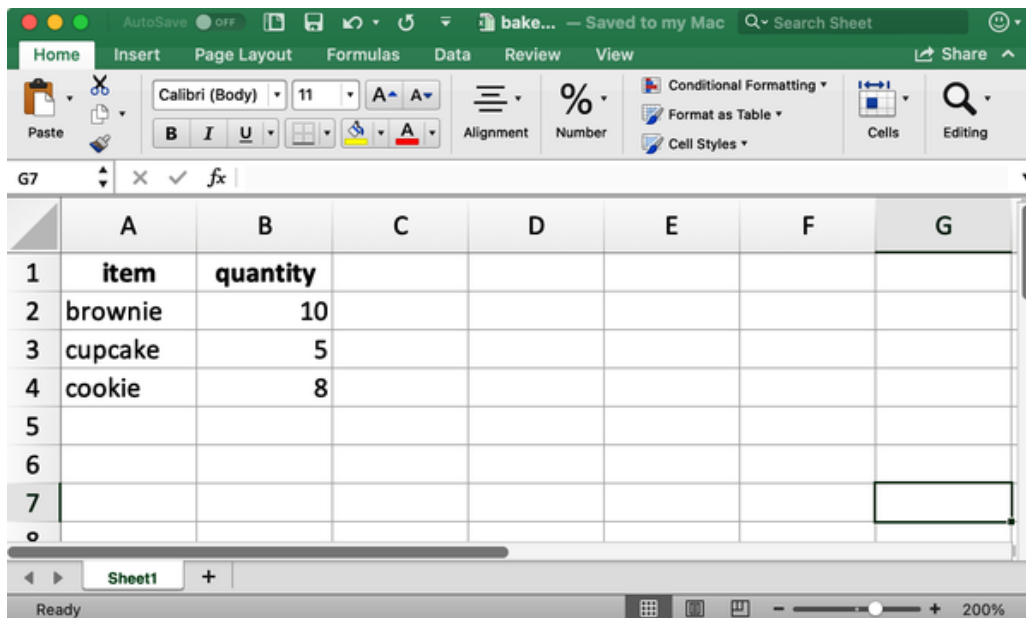 AutoSave OFF bake... — Saved to my Mac Search Sheet
Home Insert Page Layout Formulas Data Review View Share
Paste Calibri (Body) 11 A A Alignment % Number Conditional Formatting Cells Editing
Format as Table
B I U A Cell Styles
G7 fx
A B C D E F G
1 item quantity
2 brownie 10
3 cupcake 5
4 cookie 8
5
6
7
Sheet1 +
Ready 200%